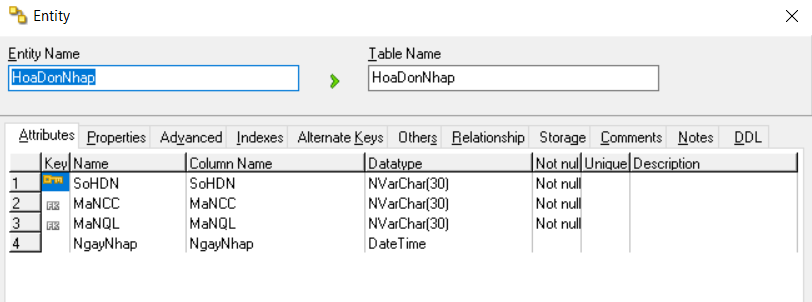 Entity
Entity Name Table Name
HoaDonNhap HoaDonNhap
Attributes Properties Advanced Indexes Alternate Keys Others Relationship Storage Comments Notes DDL
Key Name Column Name Datatype Not nul Unique Description
1 SoHDN SoHDN NVarChar(30) Not null
2 FK MaNCC MaNCC NVarChar(30) Not null
3 FK MaNQL MaNQL NVarChar(30) Not null
4 NgayNhap NgayNhap DateTime